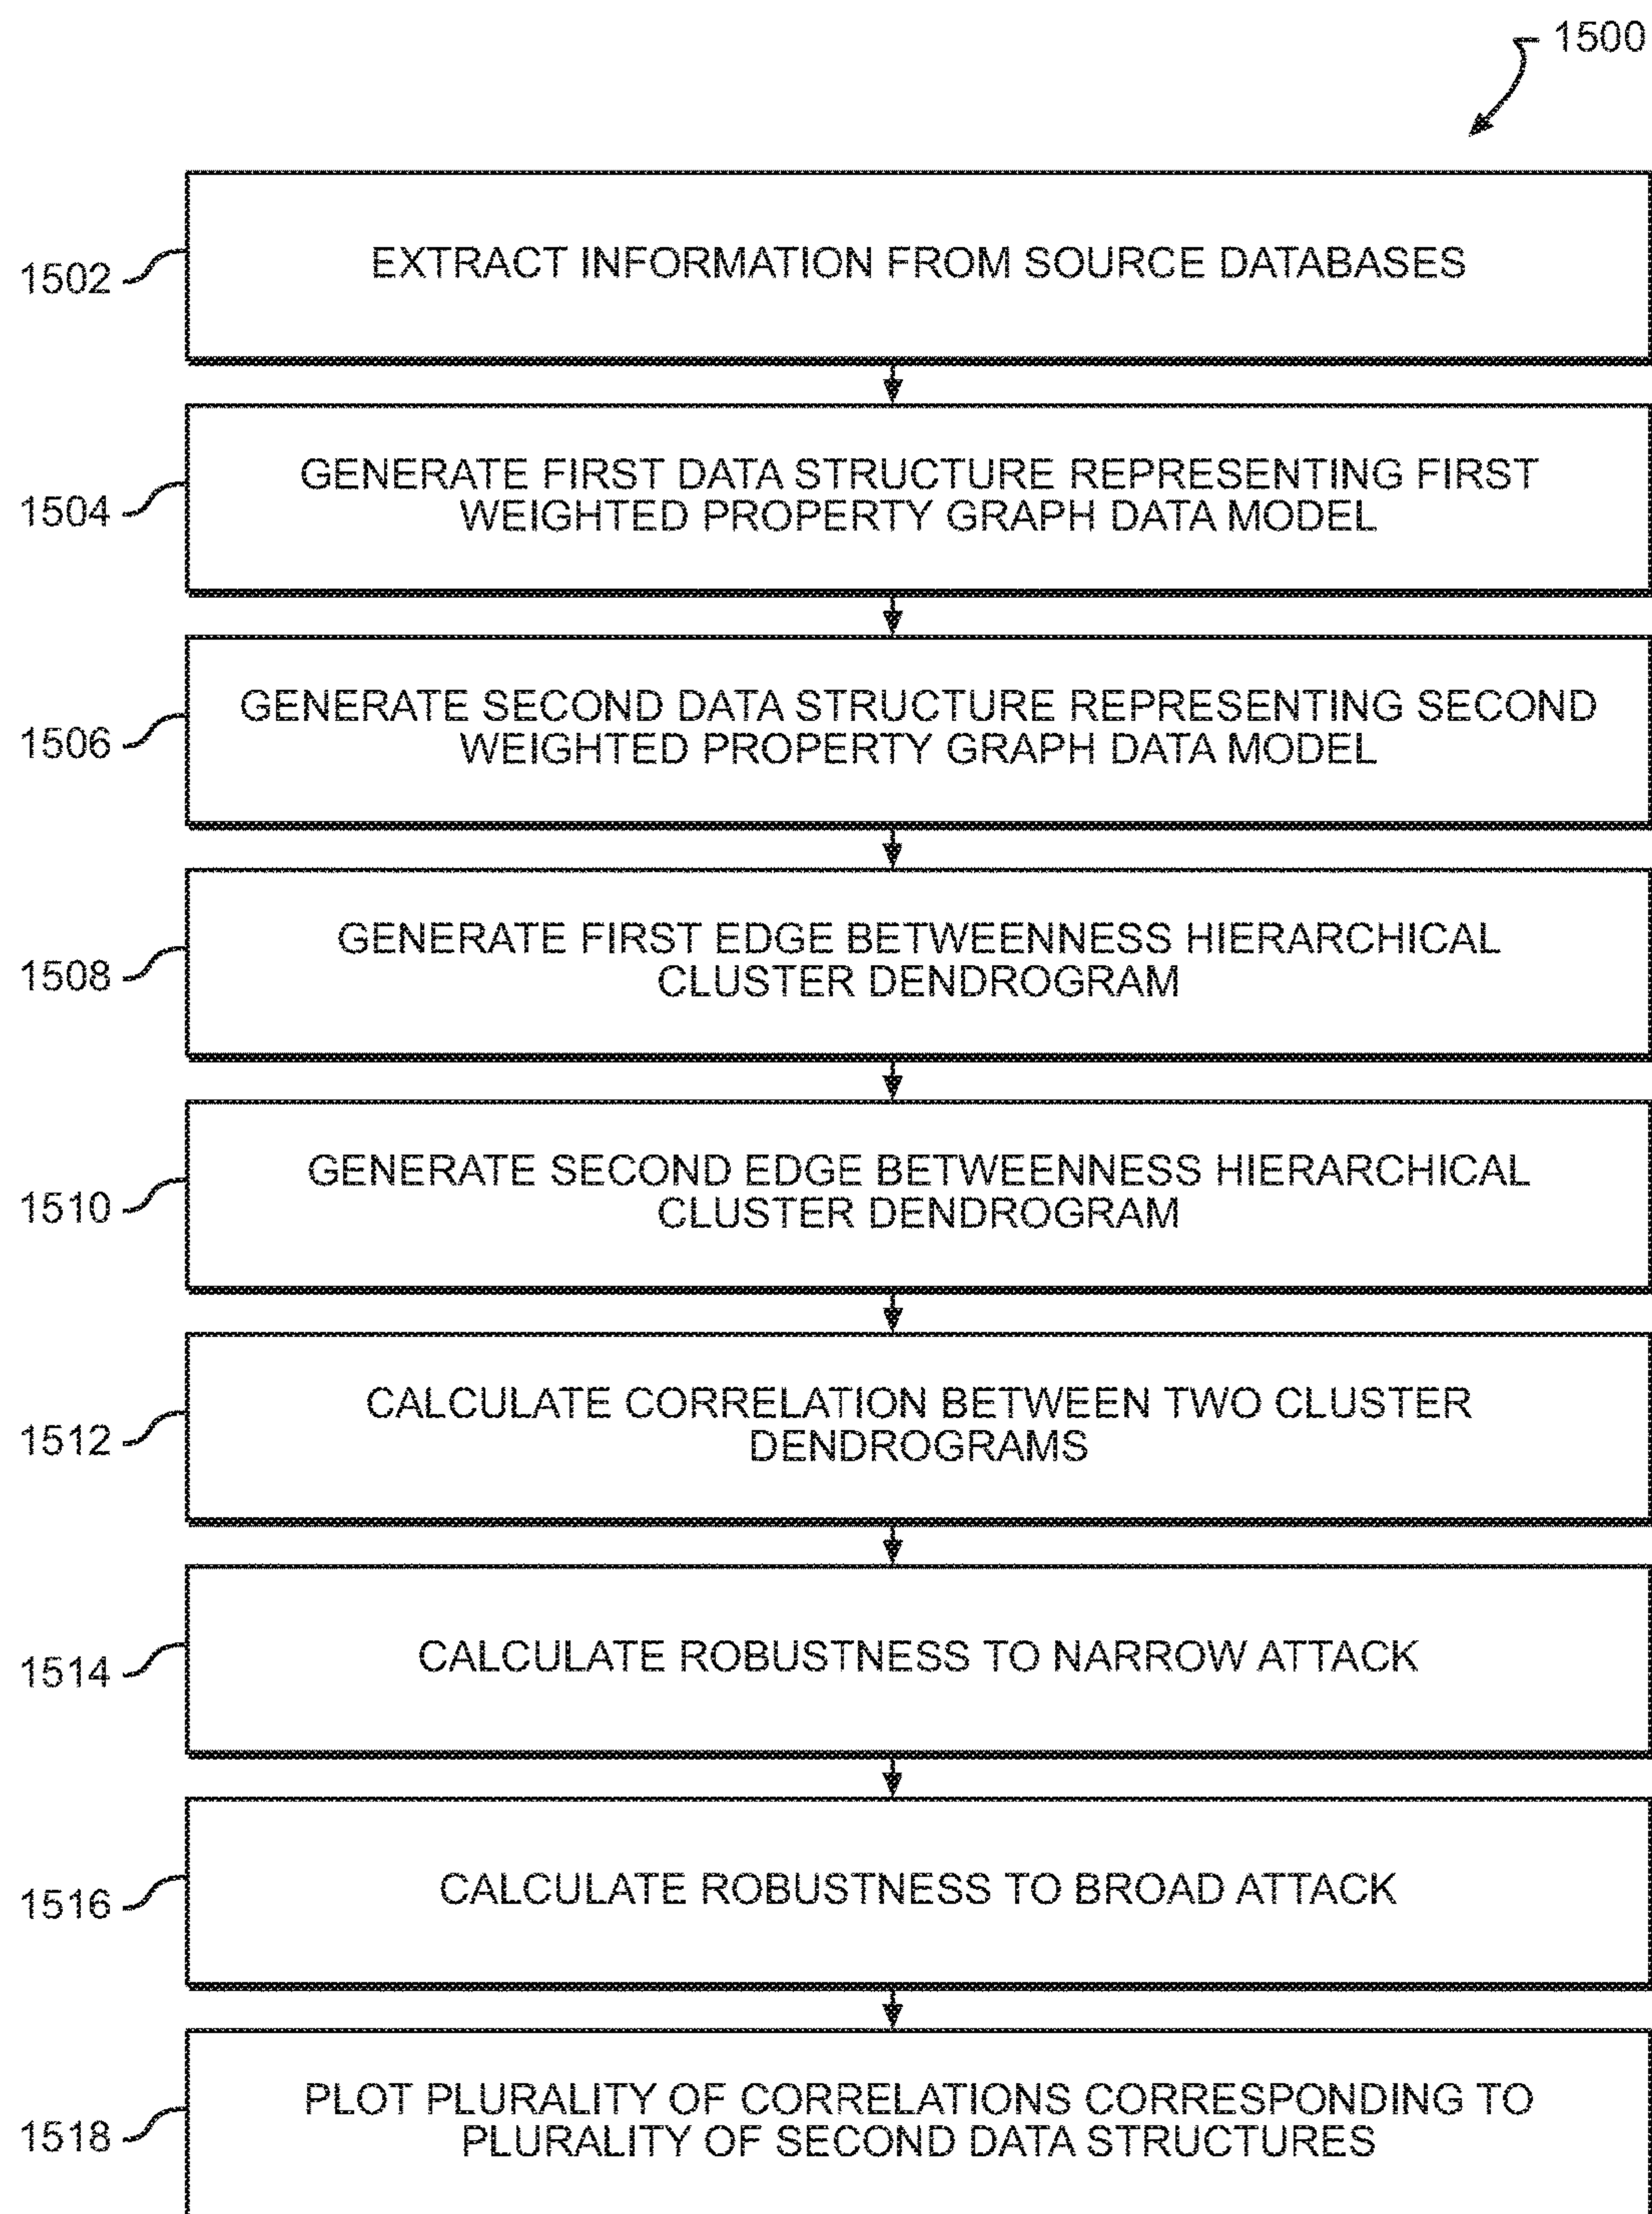 1500
1502
EXTRACT INFORMATION FROM SOURCE DATABASES
1504
GENERATE FIRST DATA STRUCTURE REPRESENTING FIRST
WEIGHTED PROPERTY GRAPH DATA MODEL
1506
GENERATE SECOND DATA STRUCTURE REPRESENTING SECOND
WEIGHTED PROPERTY GRAPH DATA MODEL
1508
GENERATE FIRST EDGE BETWEENNESS HIERARCHICAL
CLUSTER DENDROGRAM
1510
GENERATE SECOND EDGE BETWEENNESS HIERARCHICAL
CLUSTER DENDROGRAM
1512
CALCULATE CORRELATION BETWEEN TWO CLUSTER
DENDROGRAMS
1514
CALCULATE ROBUSTNESS TO NARROW ATTACK
1516
CALCULATE ROBUSTNESS TO BROAD ATTACK
1518
PLOT PLURALITY OF CORRELATIONS CORRESPONDING TO
PLURALITY OF SECOND DATA STRUCTURES